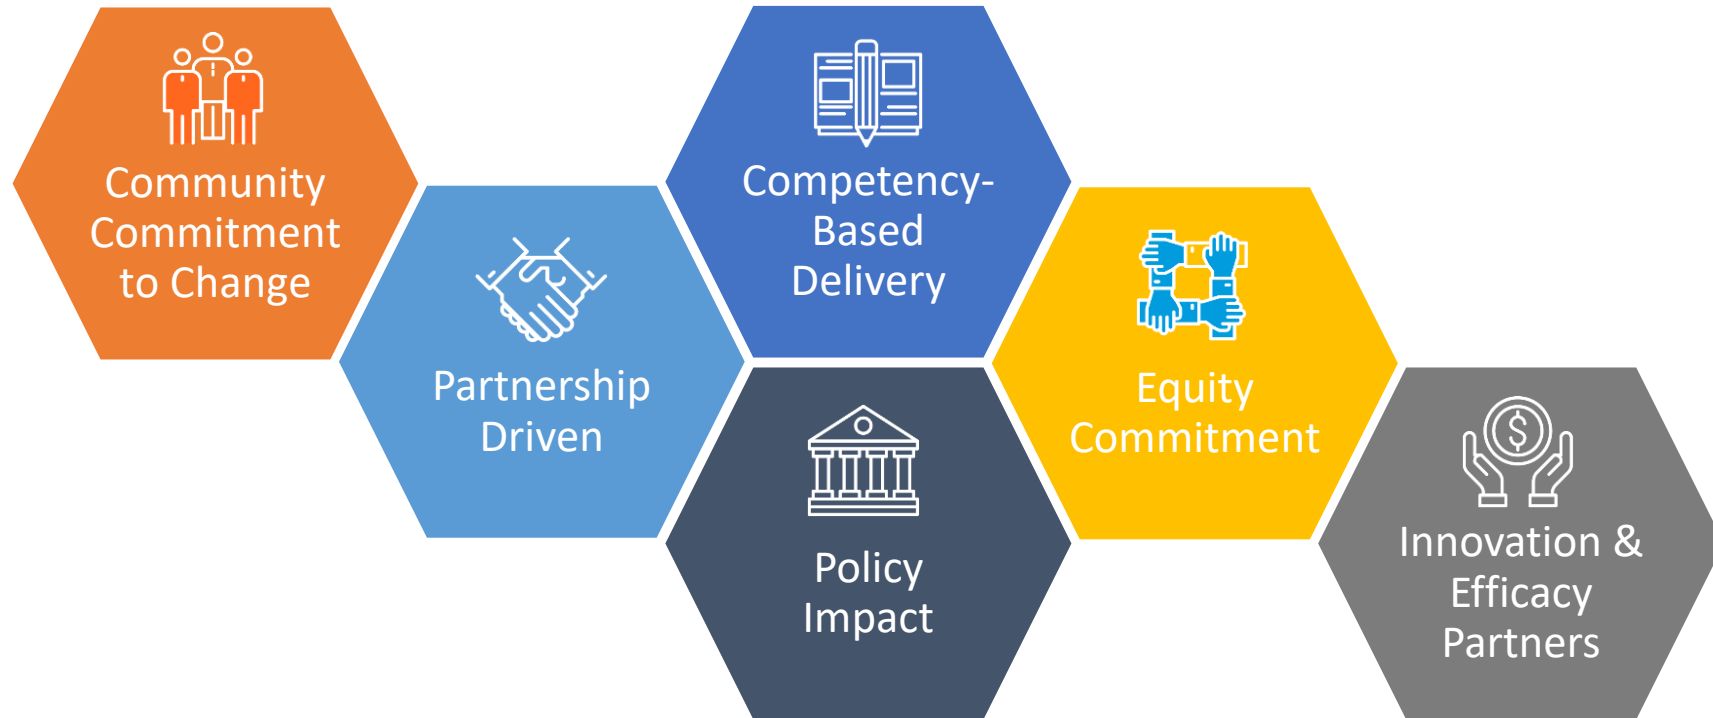 Community
Commitment
to Change
Partnership
Driven
Competency-
Based
Delivery
Policy
Impact
Equity
Commitment
$
Innovation &
Efficacy
Partners